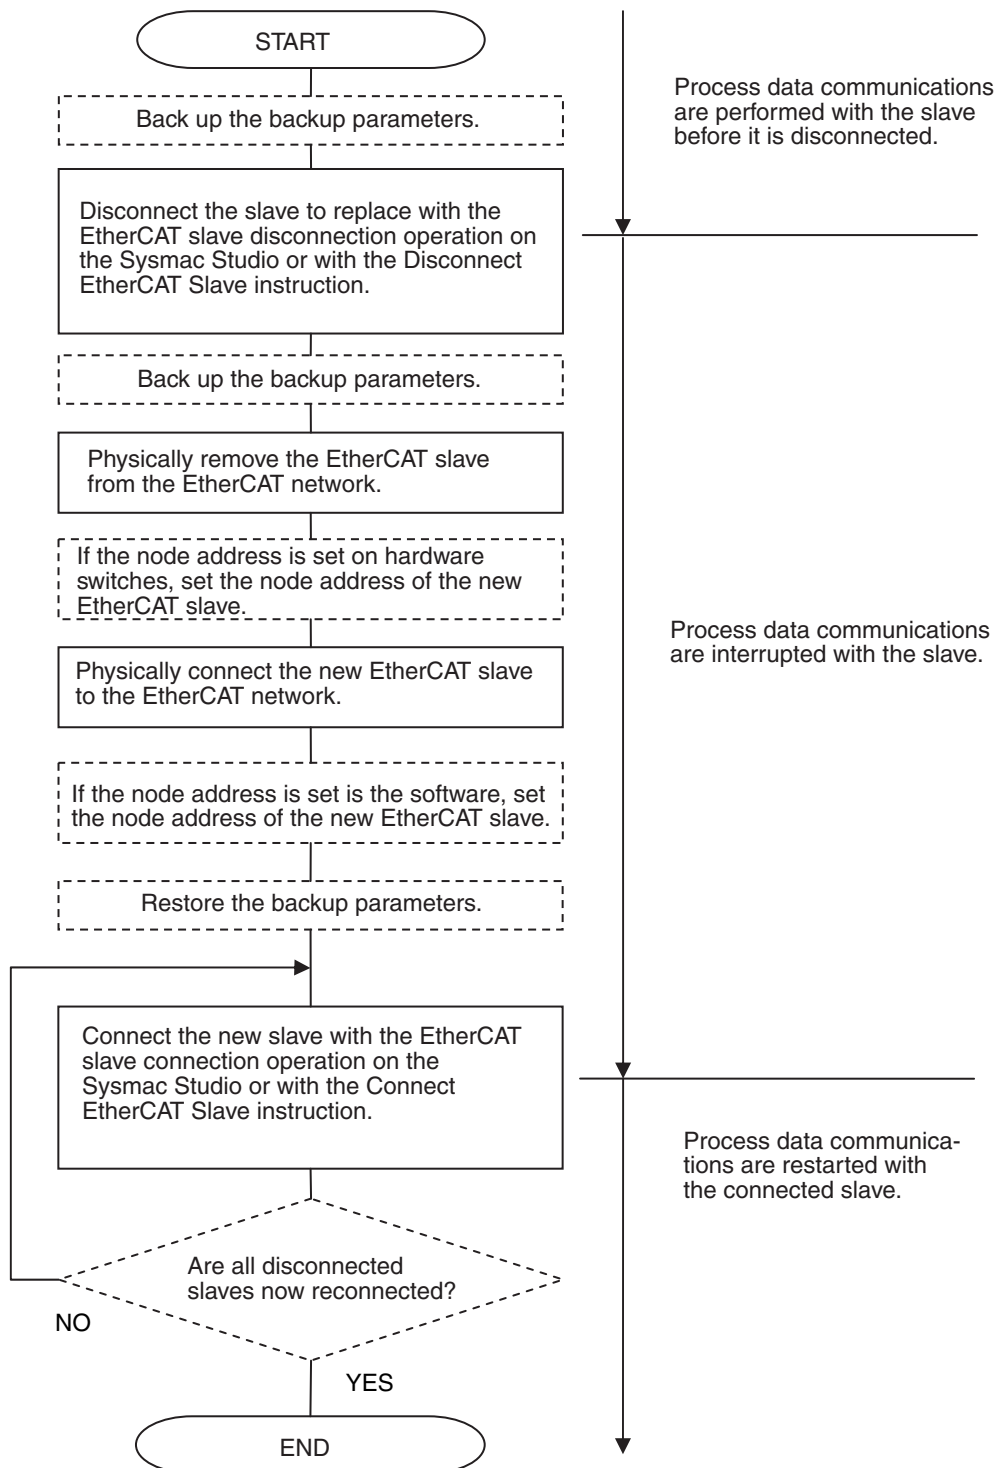 START
Back up the backup parameters.
Process data communications
are performed with the slave
before it is disconnected.
Disconnect the slave to replace with the
EtherCAT slave disconnection operation on
the Sysmac Studio or with the Disconnect
EtherCAT Slave instruction.
Back up the backup parameters.
Physically remove the EtherCAT slave
from the EtherCAT network.
If the node address is set on hardware
switches, set the node address of the new
EtherCAT slave.
Process data communications
are interrupted with the slave.
Physically connect the new EtherCAT slave
to the EtherCAT network.
If the node address is set is the software, set
the node address of the new EtherCAT slave.
Restore the backup parameters.
Connect the new slave with the EtherCAT
slave connection operation on the
Sysmac Studio or with the Connect
EtherCAT Slave instruction.
Process data communica-
tions are restarted with
the connected slave.
Are all disconnected
slaves now reconnected?
NO
YES
END